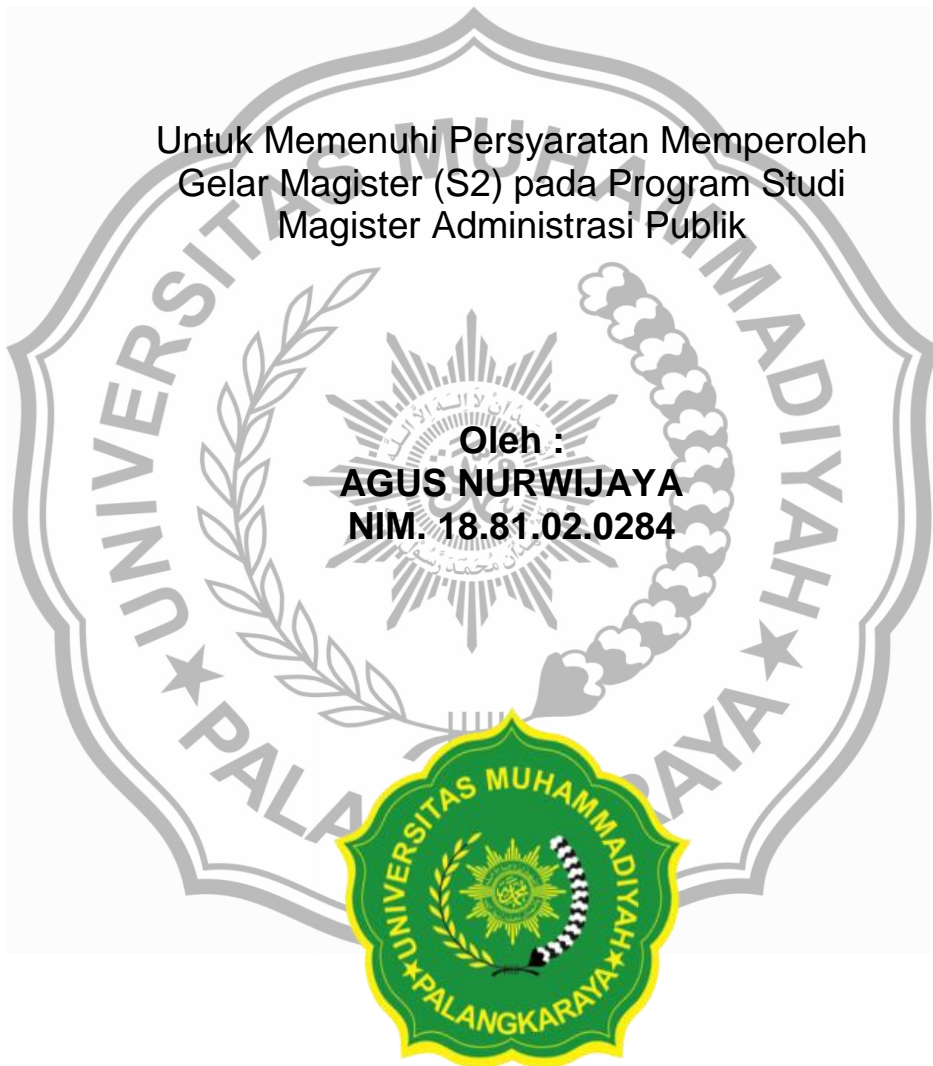 Untuk Memenuhi Persyaratan Memperoleh
Gelar Magister (S2) pada Program Studi
Magister Administrasi Publik
Oleh :
AGUS NURWIJAYA
NIM. 18.81.02.0284
UNIVERSITAS MUHAMMADIYAH
PALANGKARAYA